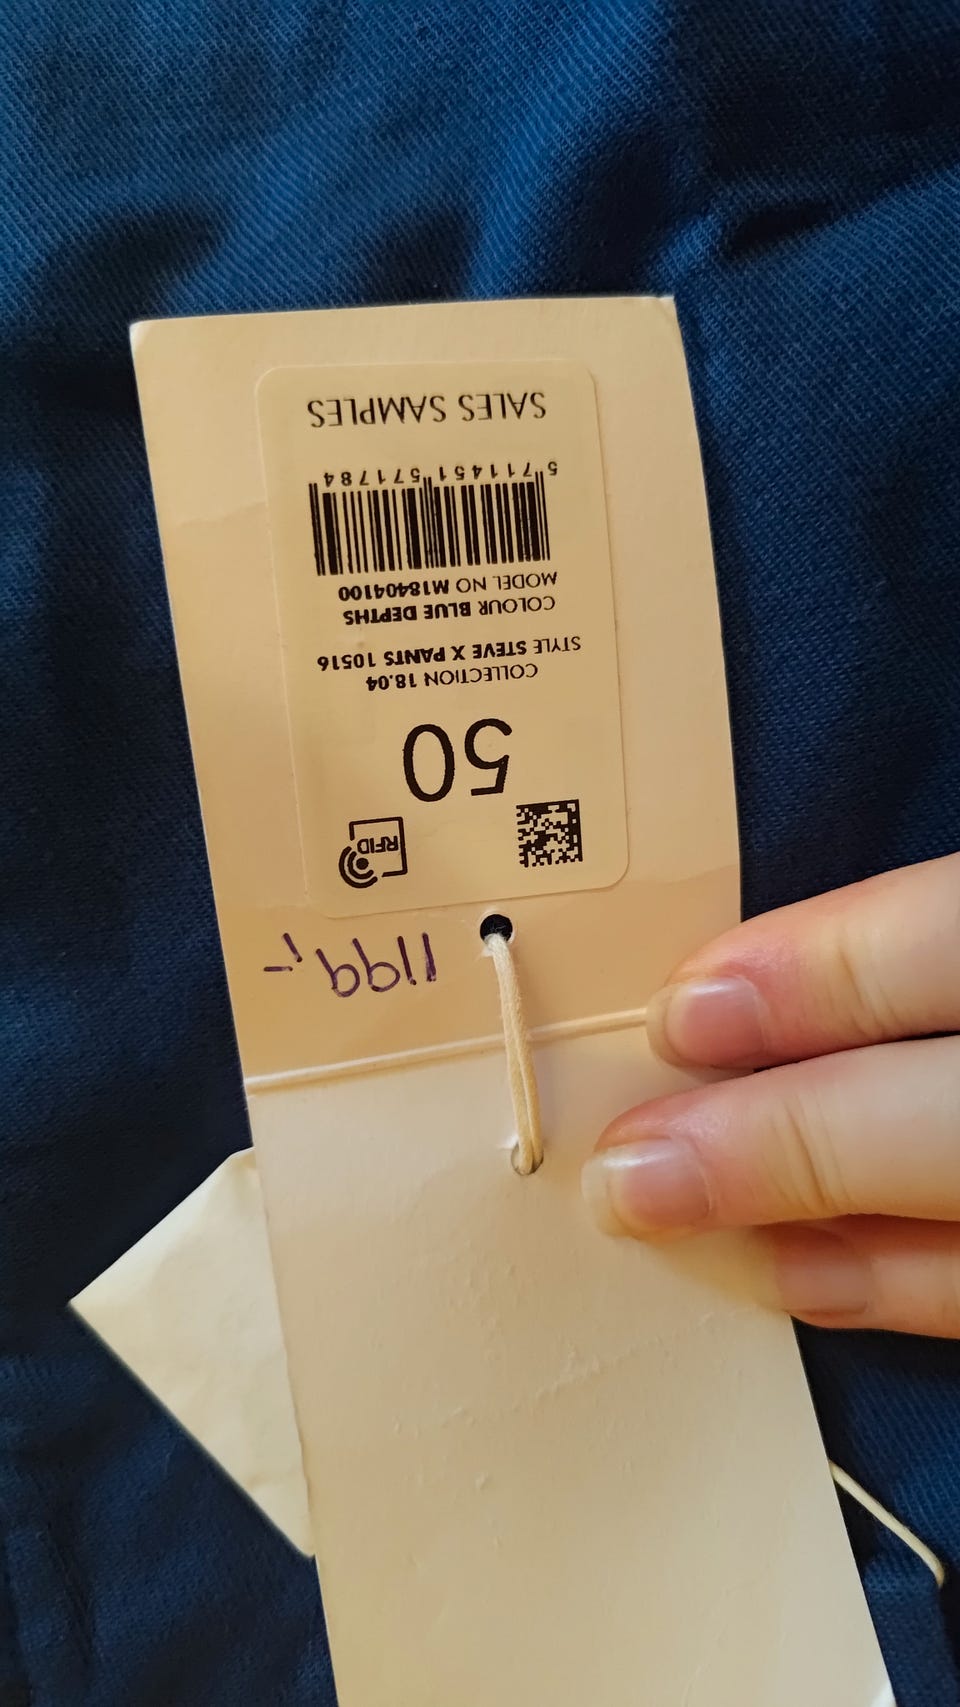 1199,-
RFID
50
COLLECTION 18.04
STYLE STEVE X PANTS 10516
COLOUR BLUE DEPTHS
MODEL NO M18404100
5 711451 571784
SALES SAMPLES